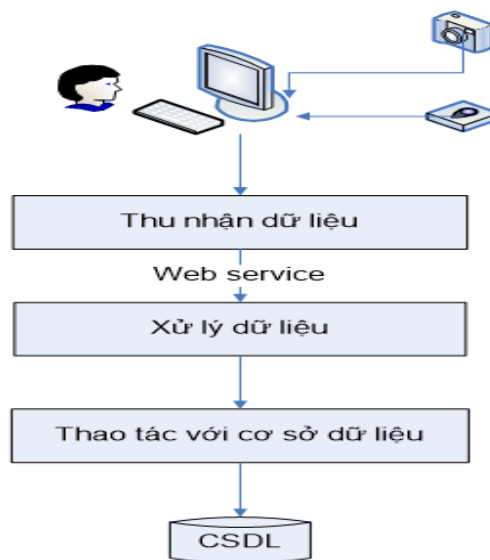 Thu nhận dữ liệu
Web service
Xử lý dữ liệu
Thao tác với cơ sở dữ liệu
CSDL